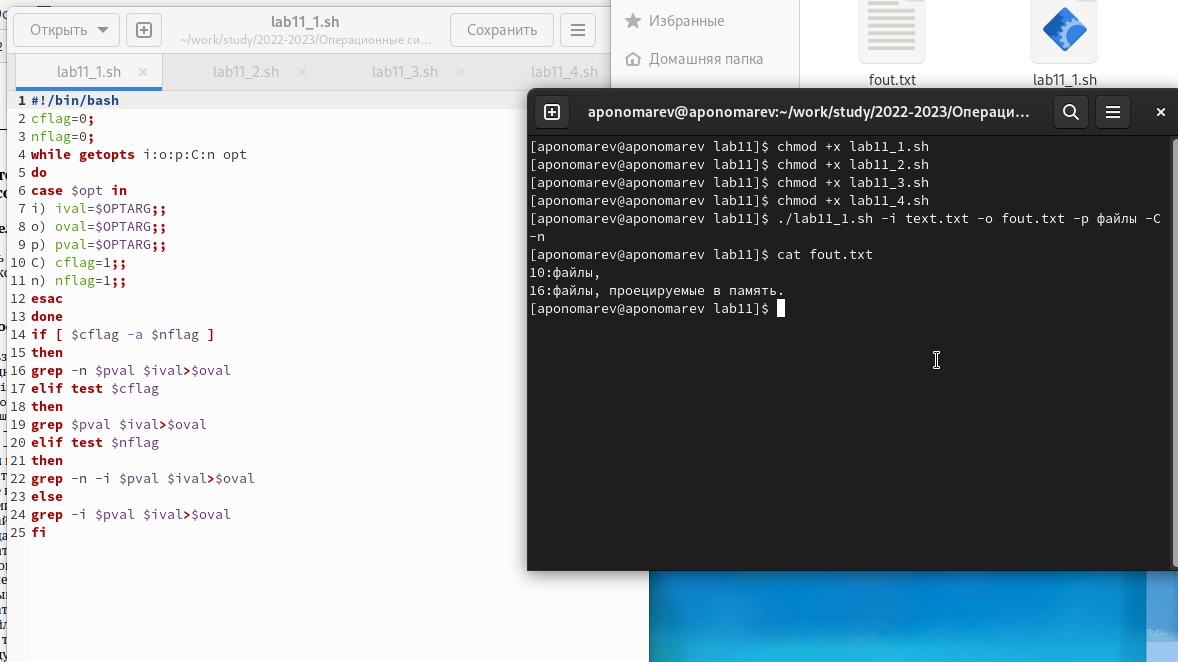 Открыть
lab11_1.sh
~/work/study/2022-2023/Операционные си…
Сохранить
lab11_1.sh
lab11_2.sh
lab11_3.sh
lab11_4.sh
1 #!/bin/bash
2 cflag=0;
3 nflag=0;
4 while getopts i:o:p:C:n opt
5 do
6 case $opt in
7 i) ival=$OPTARG;;
8 o) oval=$OPTARG;;
9 p) pval=$OPTARG;;
10 C) cflag=1;;
11 n) nflag=1;;
12 esac
13 done
14 if [ $cflag -a $nflag ]
15 then
16 grep -n $pval $ival>$oval
17 elif test $cflag
18 then
19 grep $pval $ival>$oval
20 elif test $nflag
21 then
22 grep -n -i $pval $ival>$oval
23 else
24 grep -i $pval $ival>$oval
25 fi
Избранные
Домашняя папка
fout.txt
lab11_1.sh
aponomarev@aponomarev:~/work/study/2022-2023/Операци…
[aponomarev@aponomarev lab11]$ chmod +x lab11_1.sh
[aponomarev@aponomarev lab11]$ chmod +x lab11_2.sh
[aponomarev@aponomarev lab11]$ chmod +x lab11_3.sh
[aponomarev@aponomarev lab11]$ chmod +x lab11_4.sh
[aponomarev@aponomarev lab11]$ ./lab11_1.sh -i text.txt -o fout.txt -p файлы -C
-n
[aponomarev@aponomarev lab11]$ cat fout.txt
10:файлы,
16:файлы, проецируемые в память.
[aponomarev@aponomarev lab11]$